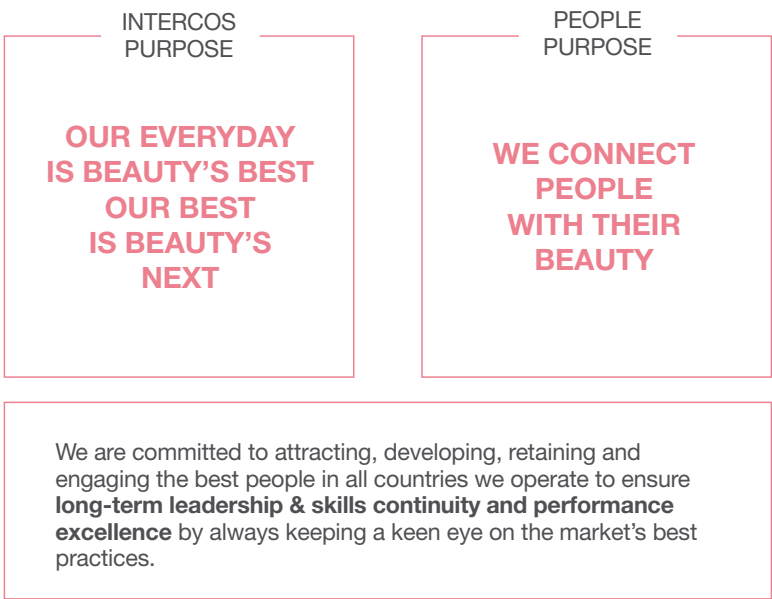 INTERCOS
PURPOSE
OUR EVERYDAY
IS BEAUTY’S BEST
OUR BEST
IS BEAUTY’S
NEXT
PEOPLE
PURPOSE
WE CONNECT
PEOPLE
WITH THEIR
BEAUTY
We are committed to attracting, developing, retaining and
engaging the best people in all countries we operate to ensure
long-term leadership & skills continuity and performance
excellence by always keeping a keen eye on the market’s best
practices.